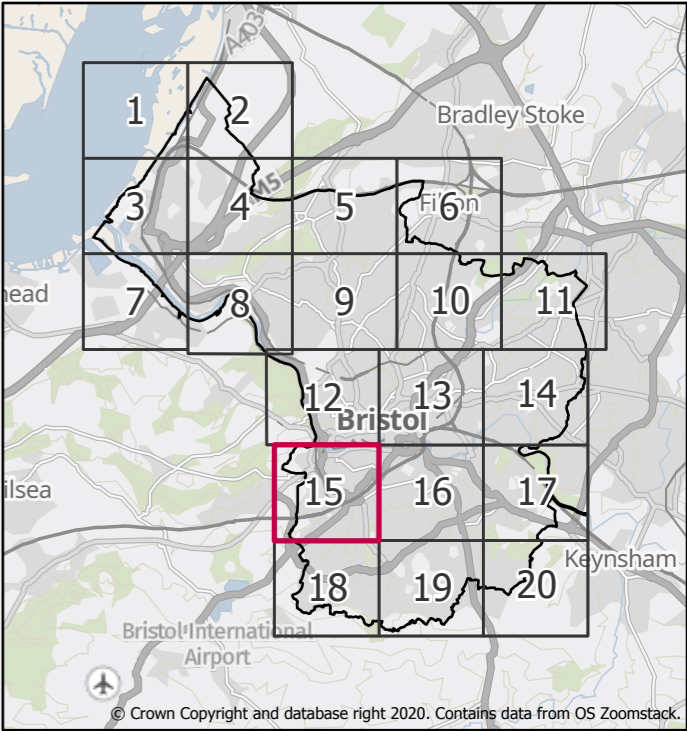 A403
1
2
Bradley Stoke
M5
3
4
5
6
Filton
head
7
8
9
10
11
12
13
14
Bristol
ilsea
15
16
17
Keynsham
18
19
20
Bristol International
Airport
© Crown Copyright and database right 2020. Contains data from OS Zoomstack.